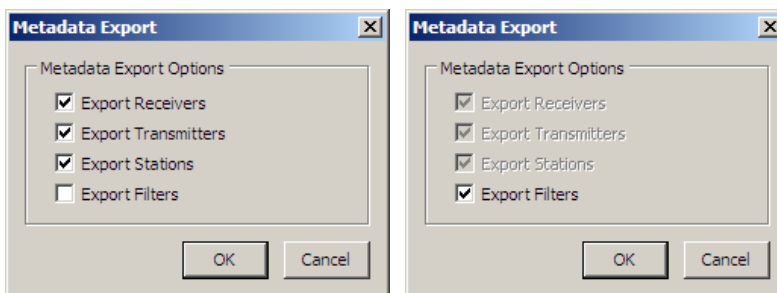 Metadata Export
Metadata Export Options
Export Receivers
Export Transmitters
Export Stations
Export Filters
OK Cancel
Metadata Export
Metadata Export Options
Export Receivers
Export Transmitters
Export Stations
Export Filters
OK Cancel